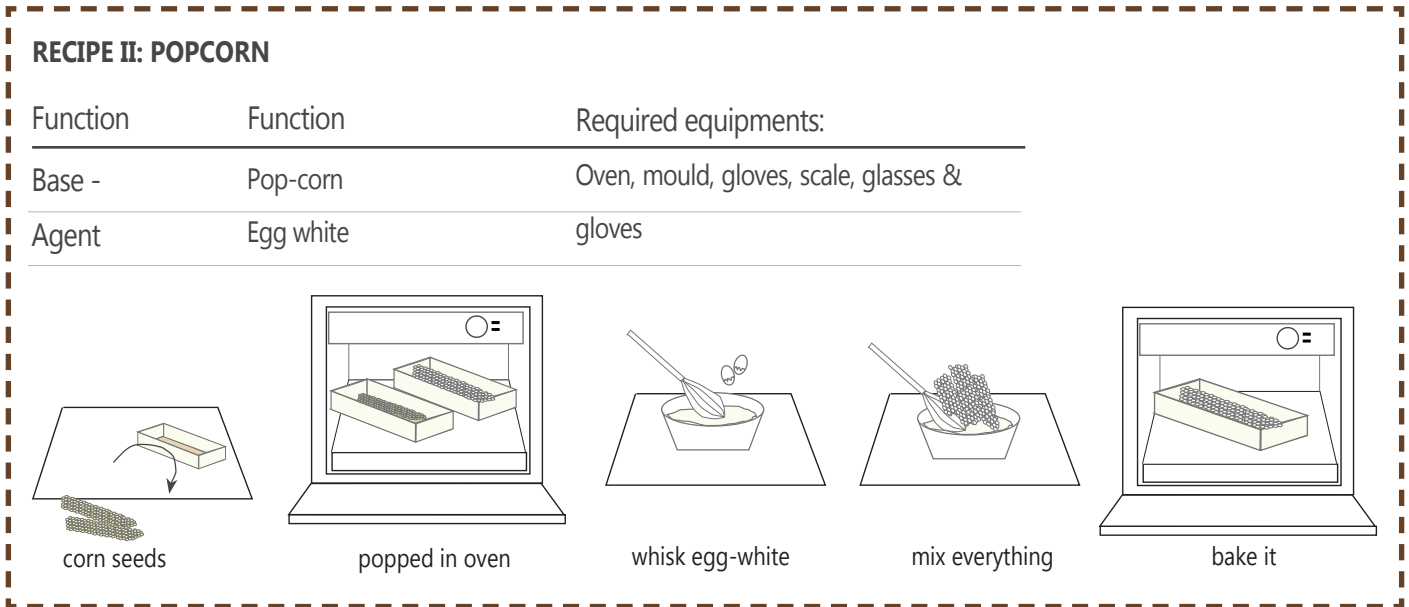 RECIPE II: POPCORN
Function Function Required equipments:
Base - Pop-corn Oven, mould, gloves, scale, glasses &
Agent Egg white gloves
corn seeds popped in oven whisk egg-white mix everything bake it